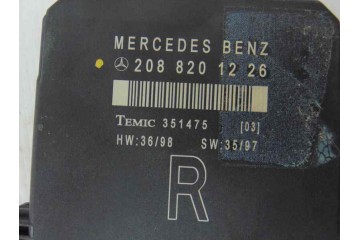 MERCEDES BENZ
208 820 12 26
TEMIC 351475 [03]
HW:36/98 SW:35/97
R